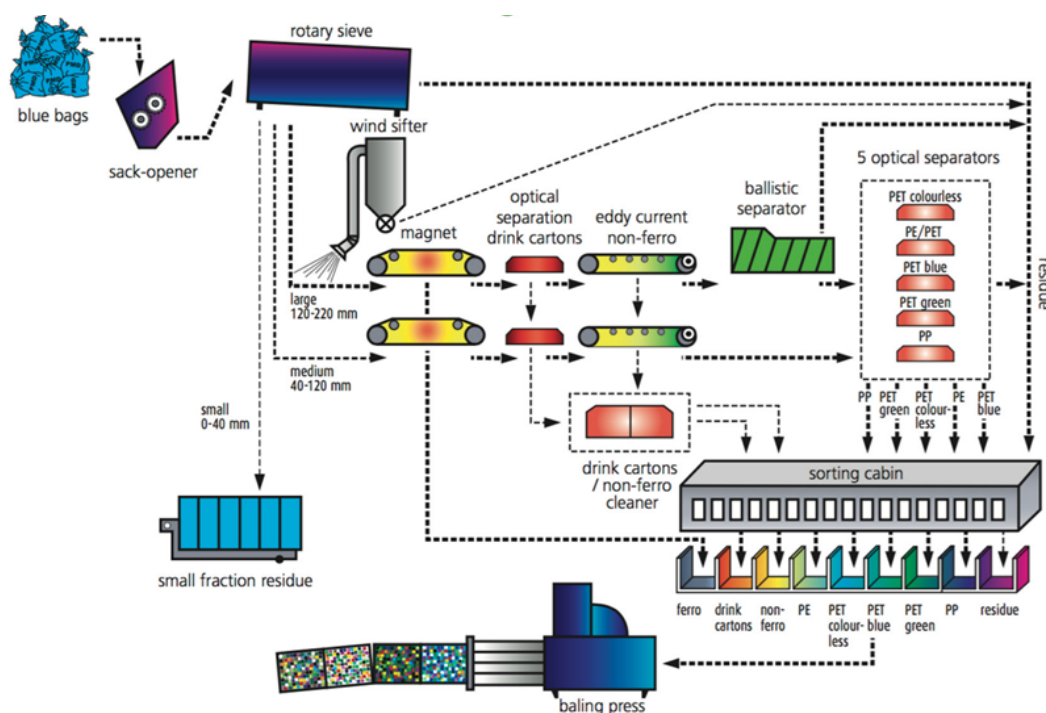 blue bags
sack-opener
rotary sieve
wind sifter
magnet
optical
separation
drink cartons
eddy current
non-ferro
ballistic
separator
5 optical separators
PET colourless
PE/PET
PET blue
PET green
PP
residue
large
120-220 mm
medium
40-120 mm
small
0-40 mm
PP
PET
green
PET
colour-
less
PE
PET
blue
drink cartons
/ non-ferro
cleaner
sorting cabin
small fraction residue
ferro
drink
cartons
non-
ferro
PE
PET
colour-
less
PET
blue
PET
green
PP
residue
baling press